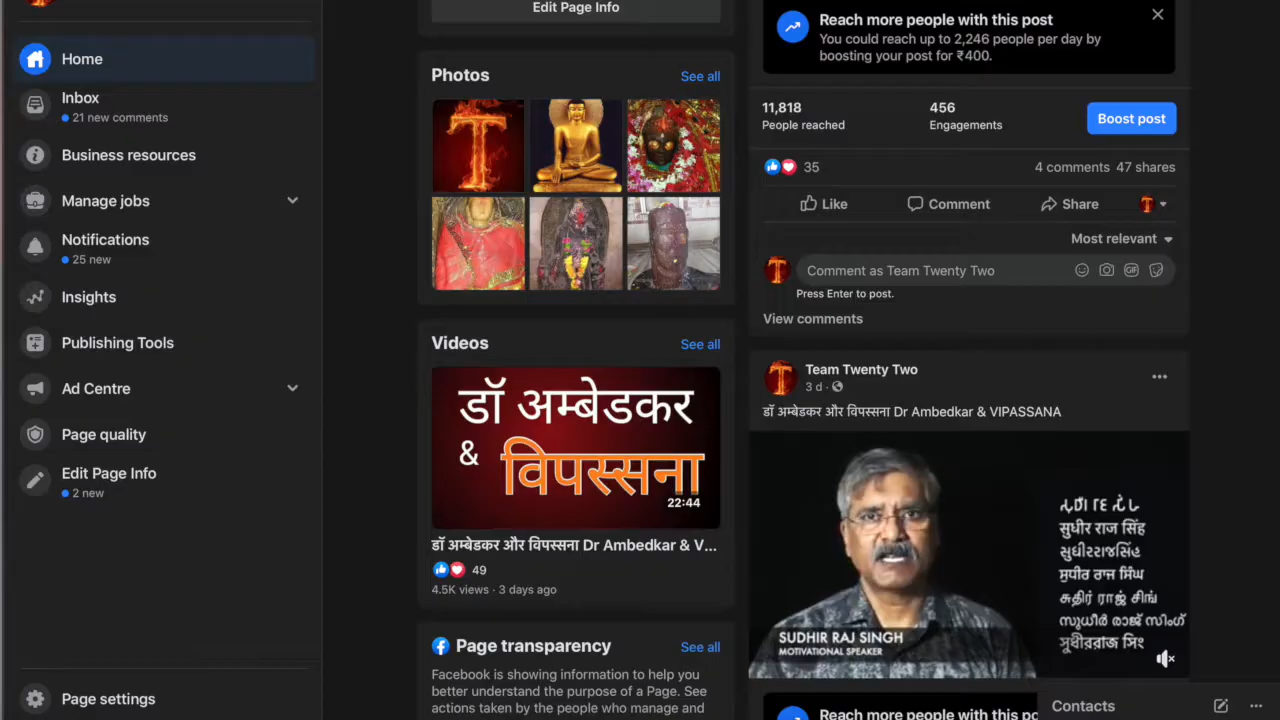 Home
Inbox
21 new comments
Business resources
Manage jobs
Notifications
25 new
Insights
Publishing Tools
Ad Centre
Page quality
Edit Page Info
2 new
Page settings
Edit Page Info
Photos See all
T
Videos See all
डॉ अम्बेडकर
&
विपस्सना
22:44
डॉ अम्बेडकर और विपस्सना Dr Ambedkar & V...
49
4.5K views · 3 days ago
Page transparency See all
Facebook is showing information to help you
better understand the purpose of a Page. See
actions taken by the people who manage and
Reach more people with this post
You could reach up to 2,246 people per day by
boosting your post for ₹400.
11,818 456
People reached Engagements
Boost post
35 4 comments 47 shares
Like Comment Share
Most relevant
Comment as Team Twenty Two
GIF
Press Enter to post.
View comments
Team Twenty Two
3 d ·
डॉ अम्बेडकर और विपस्सना Dr Ambedkar & VIPASSANA
सुधीर राज सिंह
SUDHIR RAJ SINGH
MOTIVATIONAL SPEAKER
Reach more people with this po
Contacts